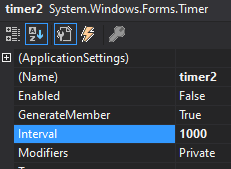 timer2 System.Windows.Forms.Timer
(ApplicationSettings)
(Name) timer2
Enabled False
GenerateMember True
Interval 1000
Modifiers Private